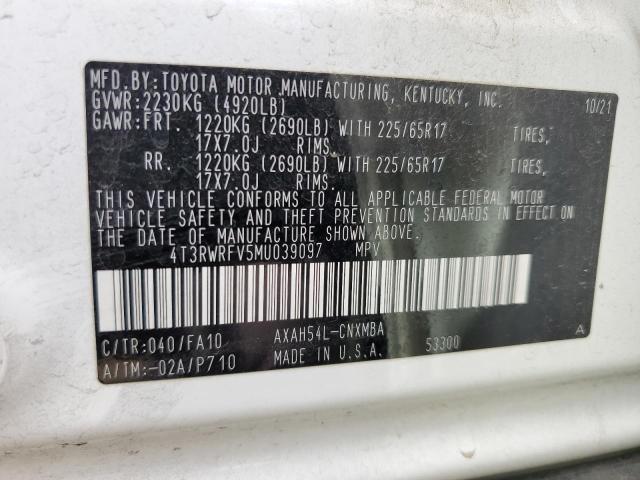 MFD.BY:TOYOTA MOTOR MANUFACTURING, KENTUCKY, INC. 10/21
GVWR:2230KG (4920LB)
GAWR:FRT. 1220KG (2690LB) WITH 225/65R17 TIRES,
17X7.0J RIMS.
RR. 1220KG (2690LB) WITH 225/65R17 TIRES,
17X7.0J RIMS.
THIS VEHICLE CONFORMS TO ALL APPLICABLE FEDERAL MOTOR
VEHICLE SAFETY AND THEFT PREVENTION STANDARDS IN EFFECT ON
THE DATE OF MANUFACTURE SHOWN ABOVE.
4T3RWRFV5MU039097 MPV
C/TR:040/FA10 AXAH54L-CNXMBA A
A/TM:-02A/P710 MADE IN U.S.A. 53300